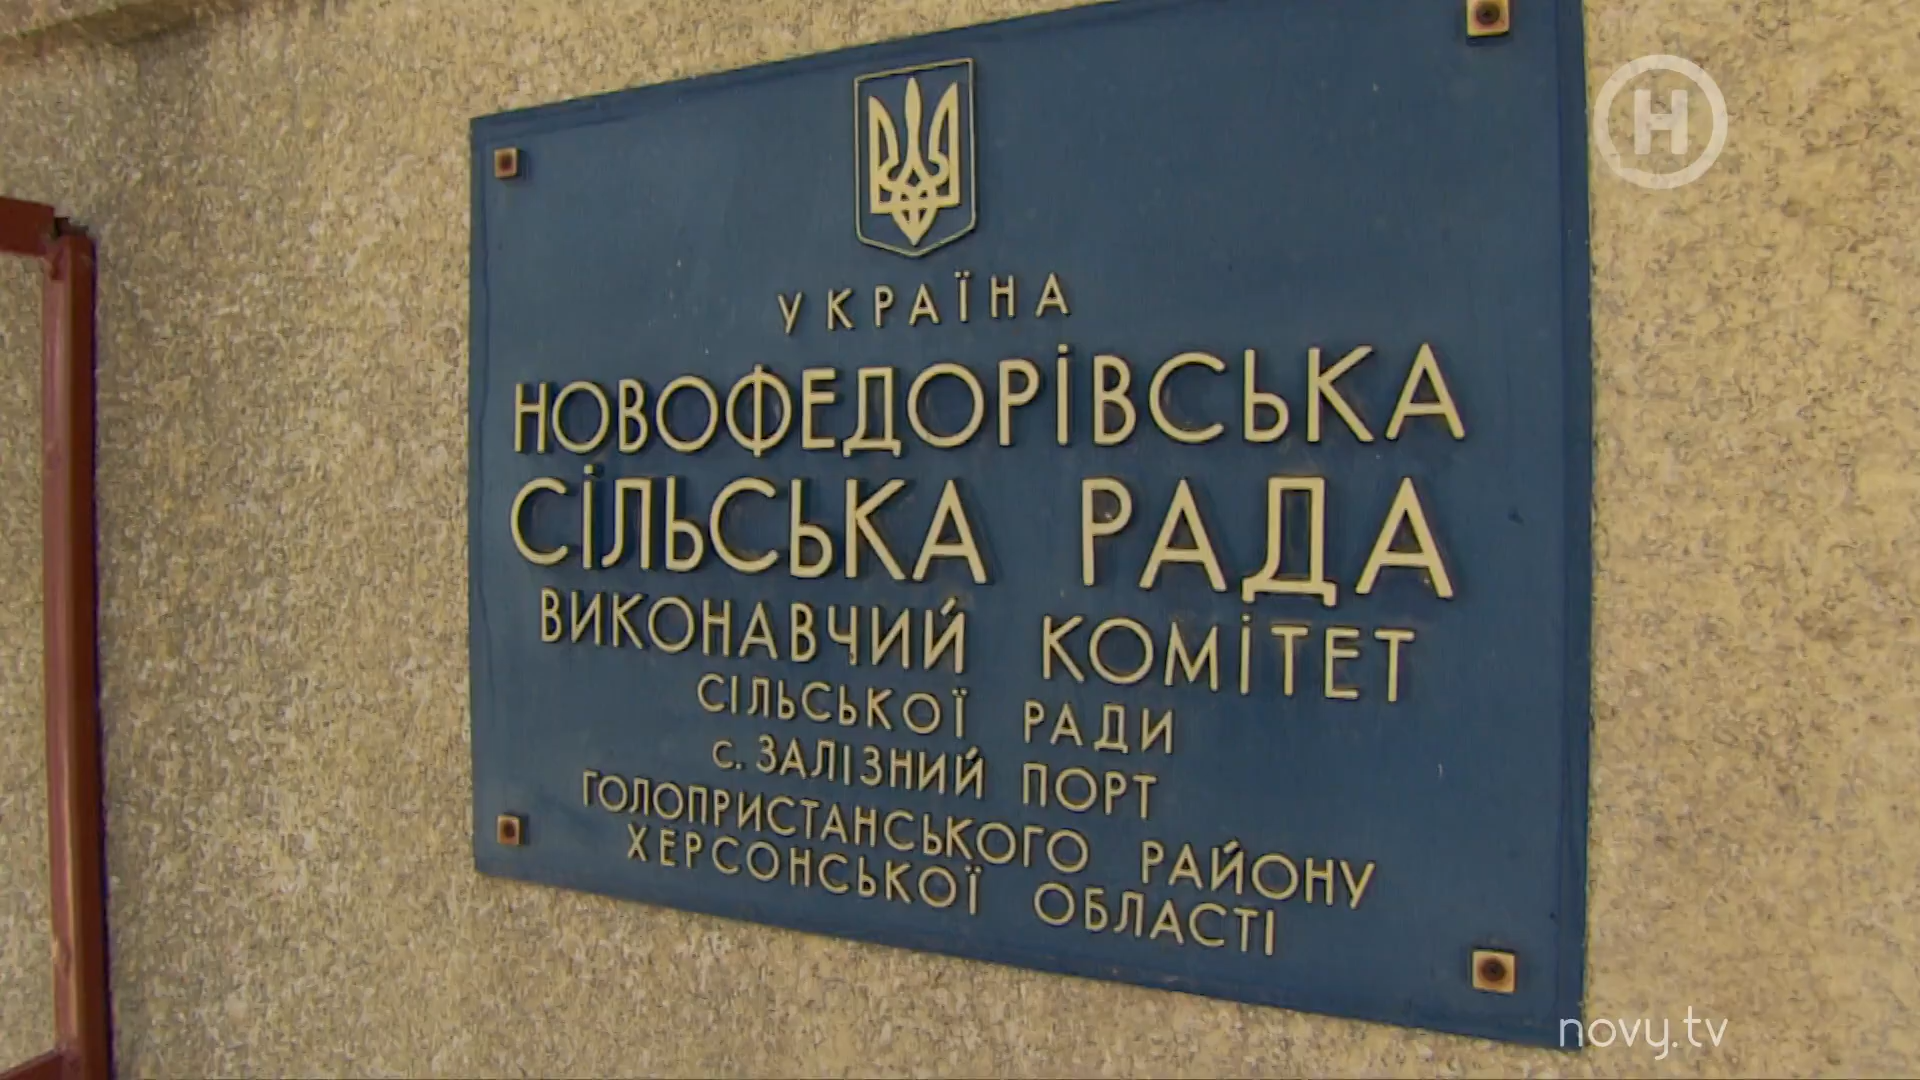 Н
УКРАЇНА
НОВОФЕДОРІВСЬКА
СІЛЬСЬКА РАДА
ВИКОНАВЧИЙ КОМІТЕТ
СІЛЬСЬКОЇ РАДИ
с. ЗАЛІЗНИЙ ПОРТ
ГОЛОПРИСТАНСЬКОГО РАЙОНУ
ХЕРСОНСЬКОЇ ОБЛАСТІ
novy.tv